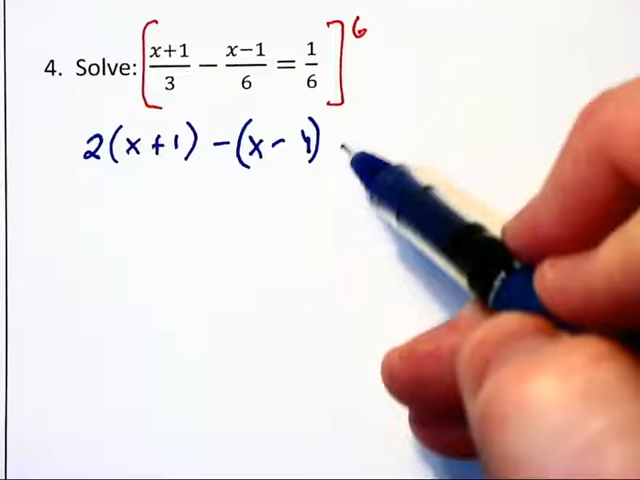 4. Solve: [ (x+1)/3 − (x−1)/6 = 1/6 ] 6
2(x+1) −(x−1)